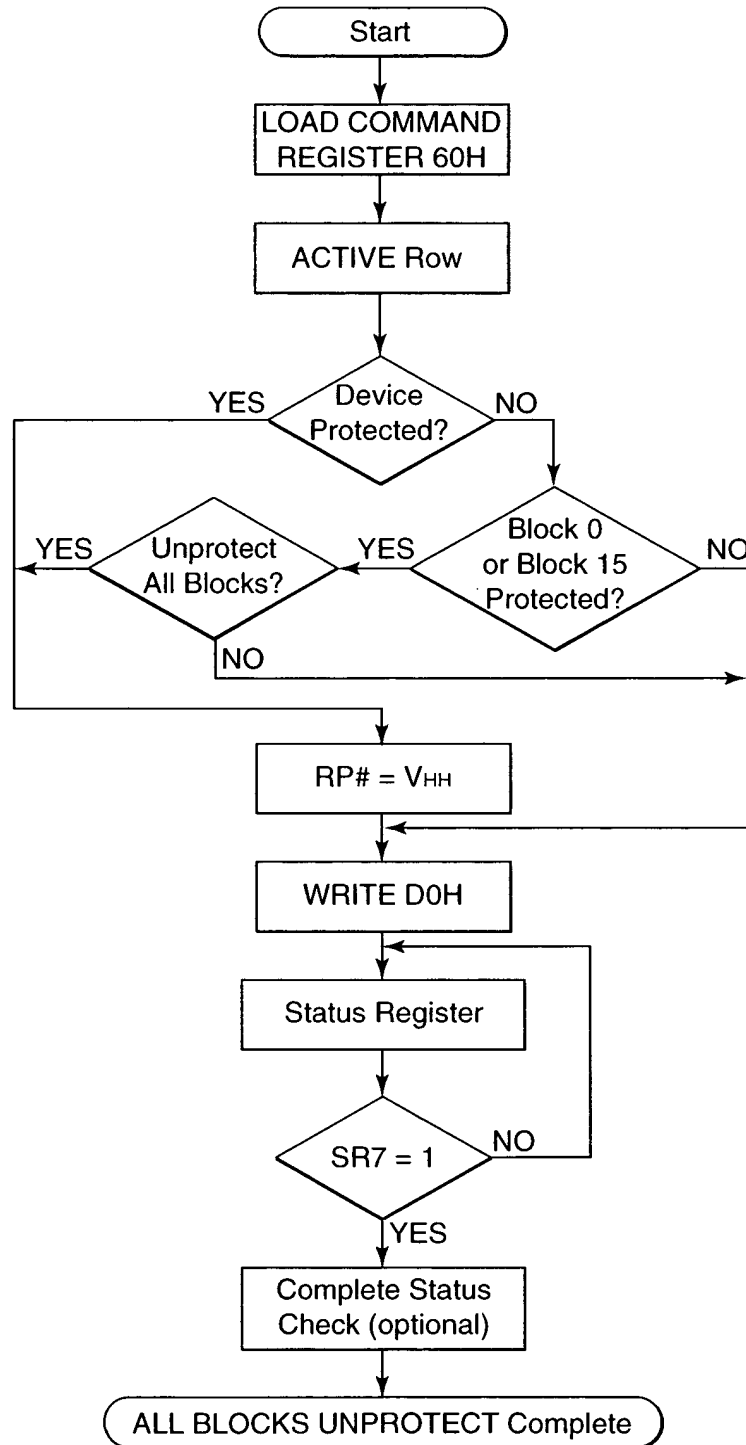 Start
LOAD COMMAND
REGISTER 60H
ACTIVE Row
YES
Device
Protected?
NO
YES
Unprotect
All Blocks?
YES
Block 0
or Block 15
Protected?
NO
NO
RP# = VHH
WRITE D0H
Status Register
SR7 = 1
NO
YES
Complete Status
Check (optional)
ALL BLOCKS UNPROTECT Complete